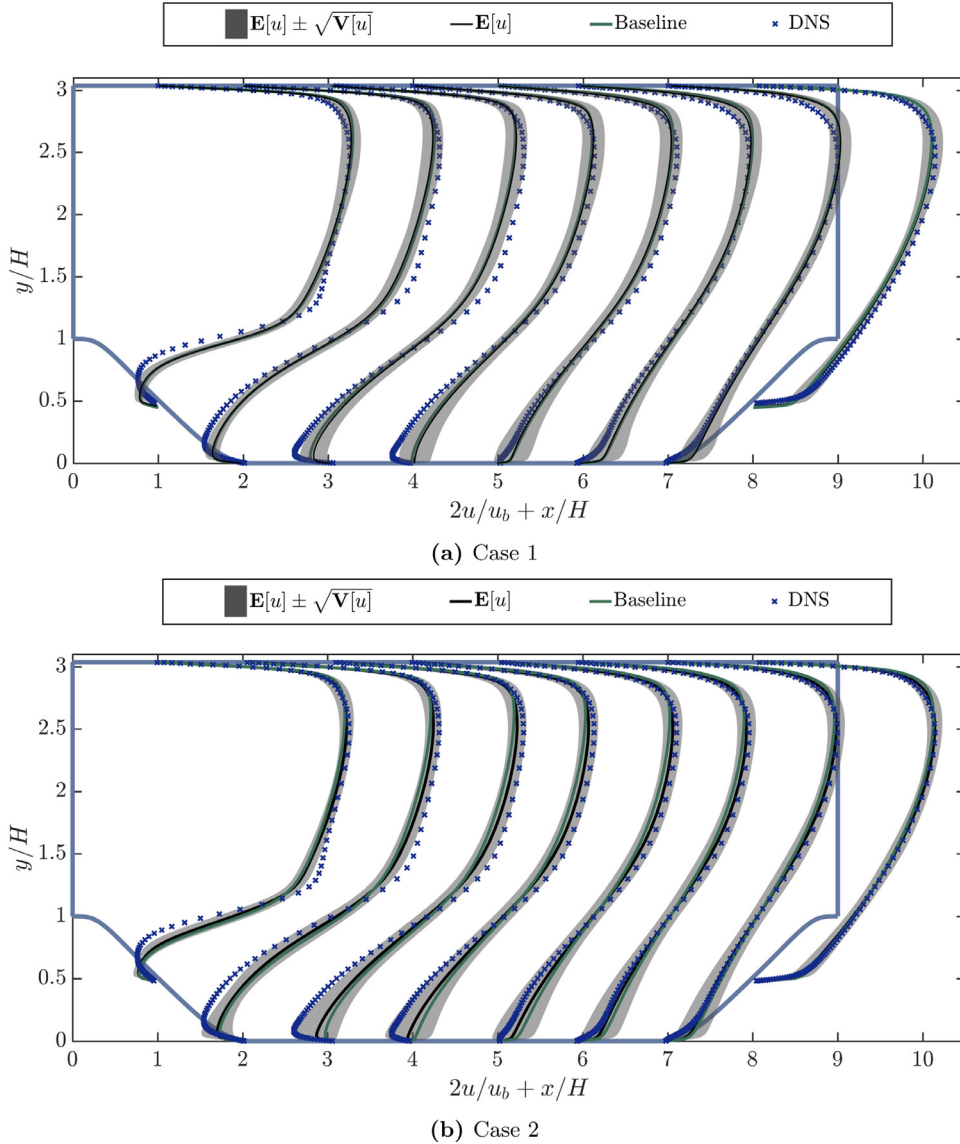 E[u] ± √V[u] E[u] Baseline DNS
3
2.5
2
1.5
1
0.5
0
y/H
0 1 2 3 4 5 6 7 8 9 10
2u/u_b + x/H
(a) Case 1
E[u] ± √V[u] E[u] Baseline DNS
3
2.5
2
1.5
1
0.5
0
y/H
0 1 2 3 4 5 6 7 8 9 10
2u/u_b + x/H
(b) Case 2